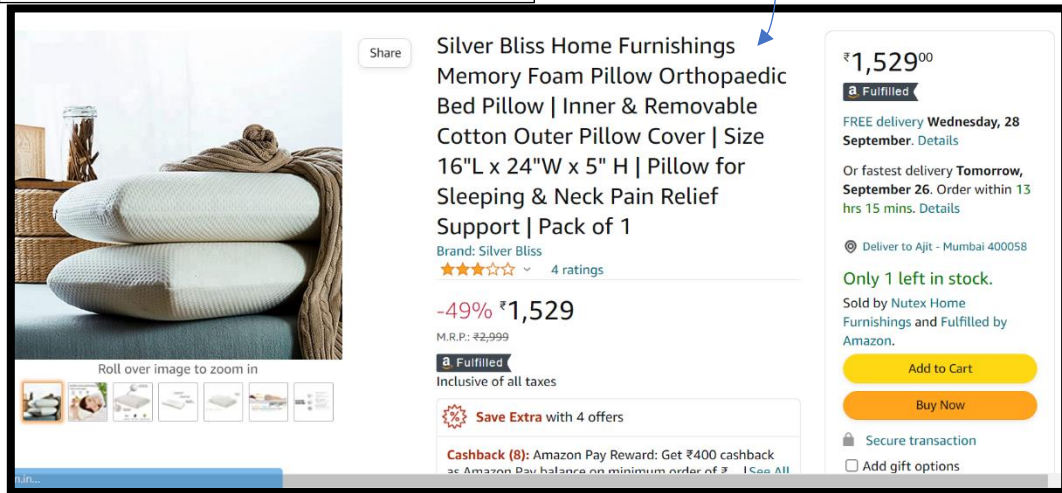 Share
Silver Bliss Home Furnishings
Memory Foam Pillow Orthopaedic
Bed Pillow | Inner & Removable
Cotton Outer Pillow Cover | Size
16"L x 24"W x 5" H | Pillow for
Sleeping & Neck Pain Relief
Support | Pack of 1
Brand: Silver Bliss
4 ratings
-49% ₹1,529
M.R.P.: ₹2,999
a Fulfilled
Inclusive of all taxes
Save Extra with 4 offers
Cashback (8): Amazon Pay Reward: Get ₹400 cashback
as Amazon Pay balance on minimum order of ₹... | See All
Roll over image to zoom in
₹1,529⁰⁰
a Fulfilled
FREE delivery Wednesday, 28
September. Details
Or fastest delivery Tomorrow,
September 26. Order within 13
hrs 15 mins. Details
Deliver to Ajit - Mumbai 400058
Only 1 left in stock.
Sold by Nutex Home
Furnishings and Fulfilled by
Amazon.
Add to Cart
Buy Now
Secure transaction
Add gift options